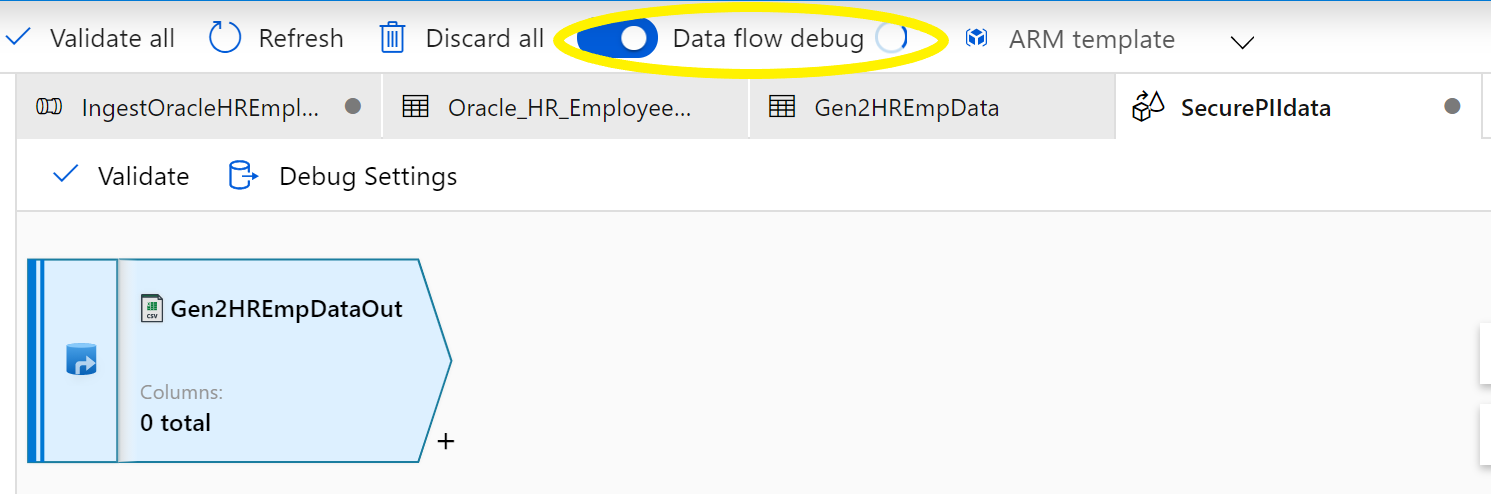 Validate all Refresh Discard all Data flow debug ARM template
IngestOracleHREmpl... Oracle_HR_Employee... Gen2HREmpData SecurePIIdata
Validate Debug Settings
CSV Gen2HREmpDataOut
Columns:
0 total